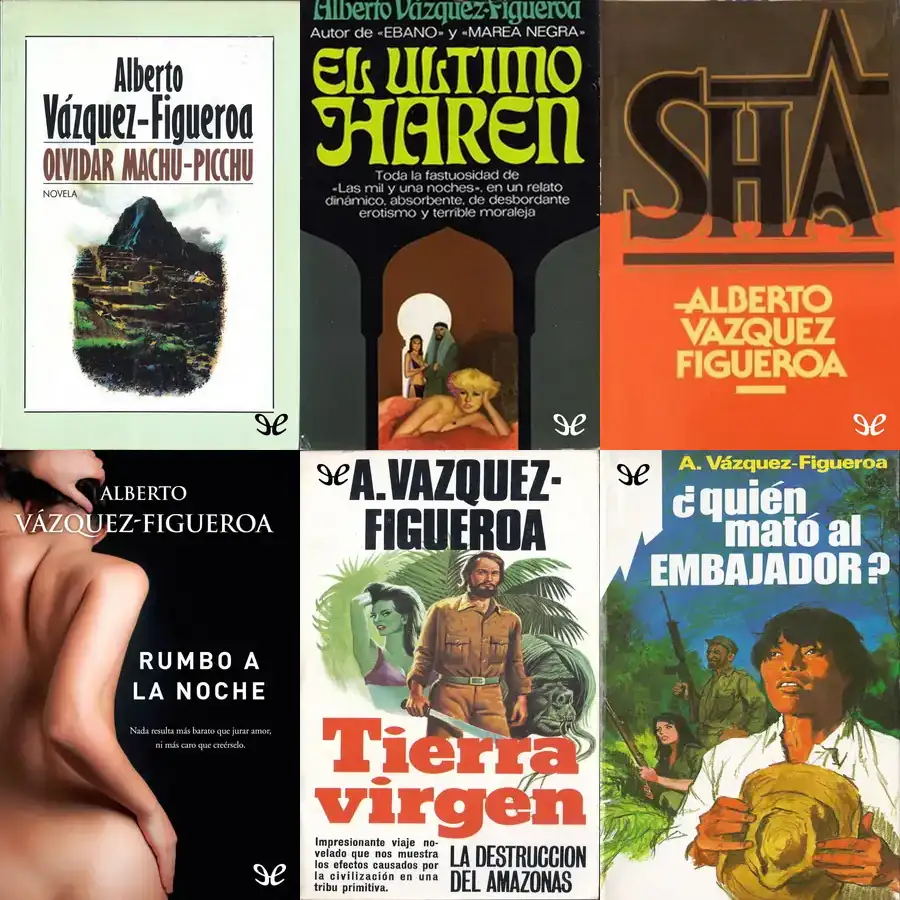 Alberto
Vázquez-Figueroa
OLVIDAR MACHU-PICCHU
NOVELA
Alberto Vázquez-Figueroa
Autor de «EBANO» y «MAREA NEGRA»
EL ULTIMO
HAREN
Toda la fastuosidad de
«Las mil y una noches», en un relato
dinámico, absorbente, de desbordante
erotismo y terrible moraleja
SHA
ALBERTO
VAZQUEZ
FIGUEROA
ALBERTO
VÁZQUEZ-FIGUEROA
RUMBO A
LA NOCHE
Nada resulta más barato que jurar amor,
ni más caro que creérselo.
A. VAZQUEZ-
FIGUEROA
Tierra
virgen
Impresionante viaje no-
velado que nos muestra
los efectos causados por
la civilización en una
tribu primitiva.
LA DESTRUCCION
DEL AMAZONAS
A. Vázquez-Figueroa
¿quién
mató al
EMBAJADOR?